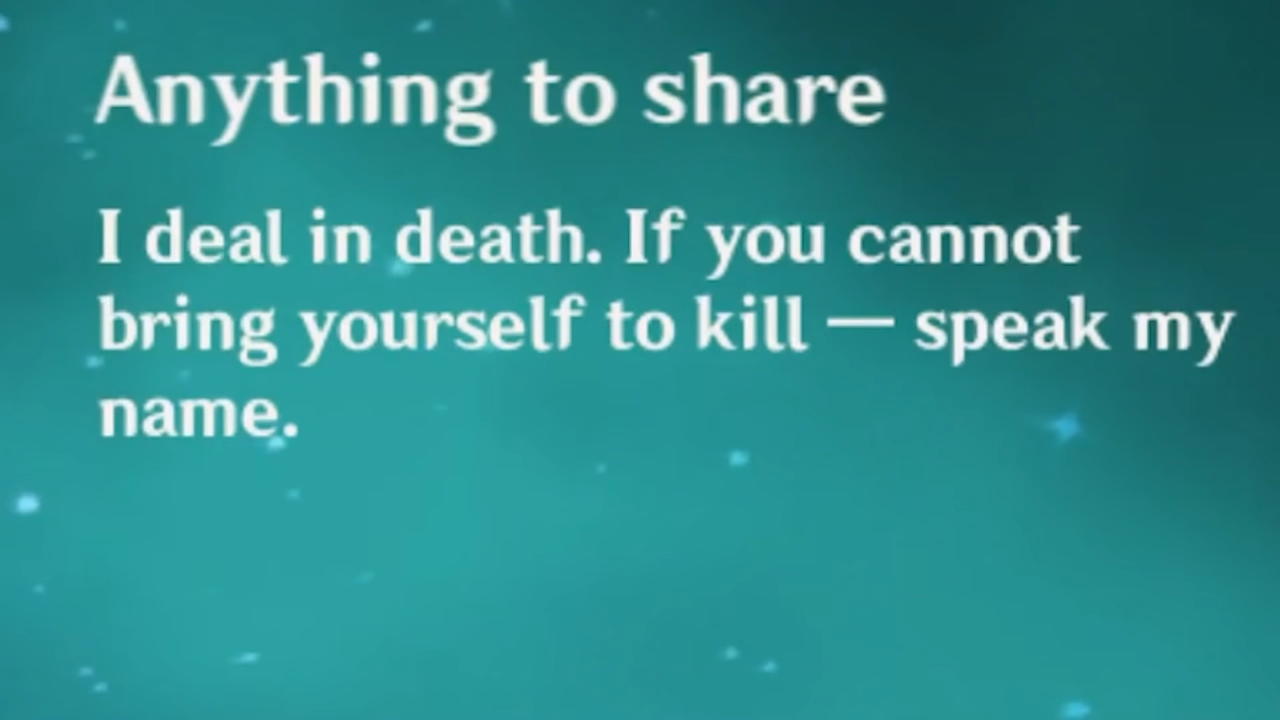 Anything to share
I deal in death. If you cannot
bring yourself to kill — speak my
name.